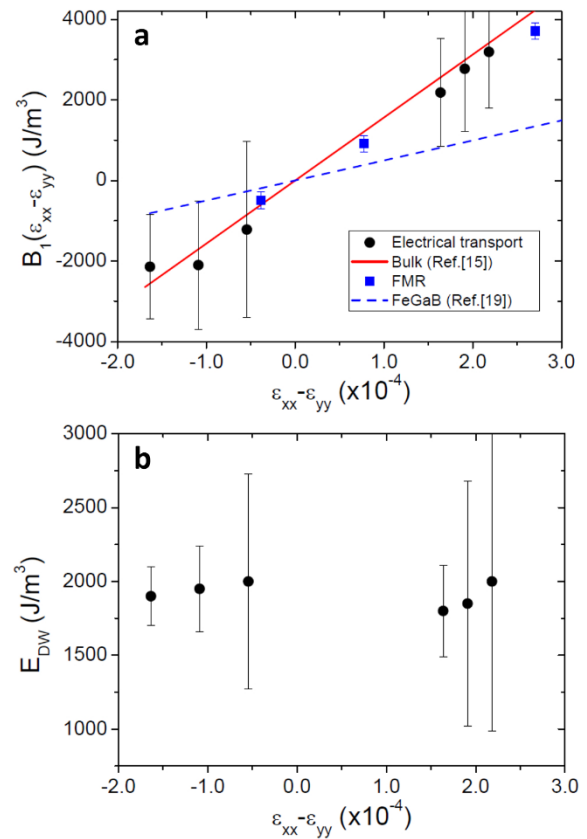 a
B₁(εxx-εyy) (J/m³)
4000
2000
0
-2000
-4000
Electrical transport
Bulk (Ref.[15])
FMR
FeGaB (Ref.[19])
-2.0 -1.0 0.0 1.0 2.0 3.0
εxx-εyy (x10⁻⁴)
b
E_DW (J/m³)
3000
2500
2000
1500
1000
-2.0 -1.0 0.0 1.0 2.0 3.0
εxx-εyy (x10⁻⁴)